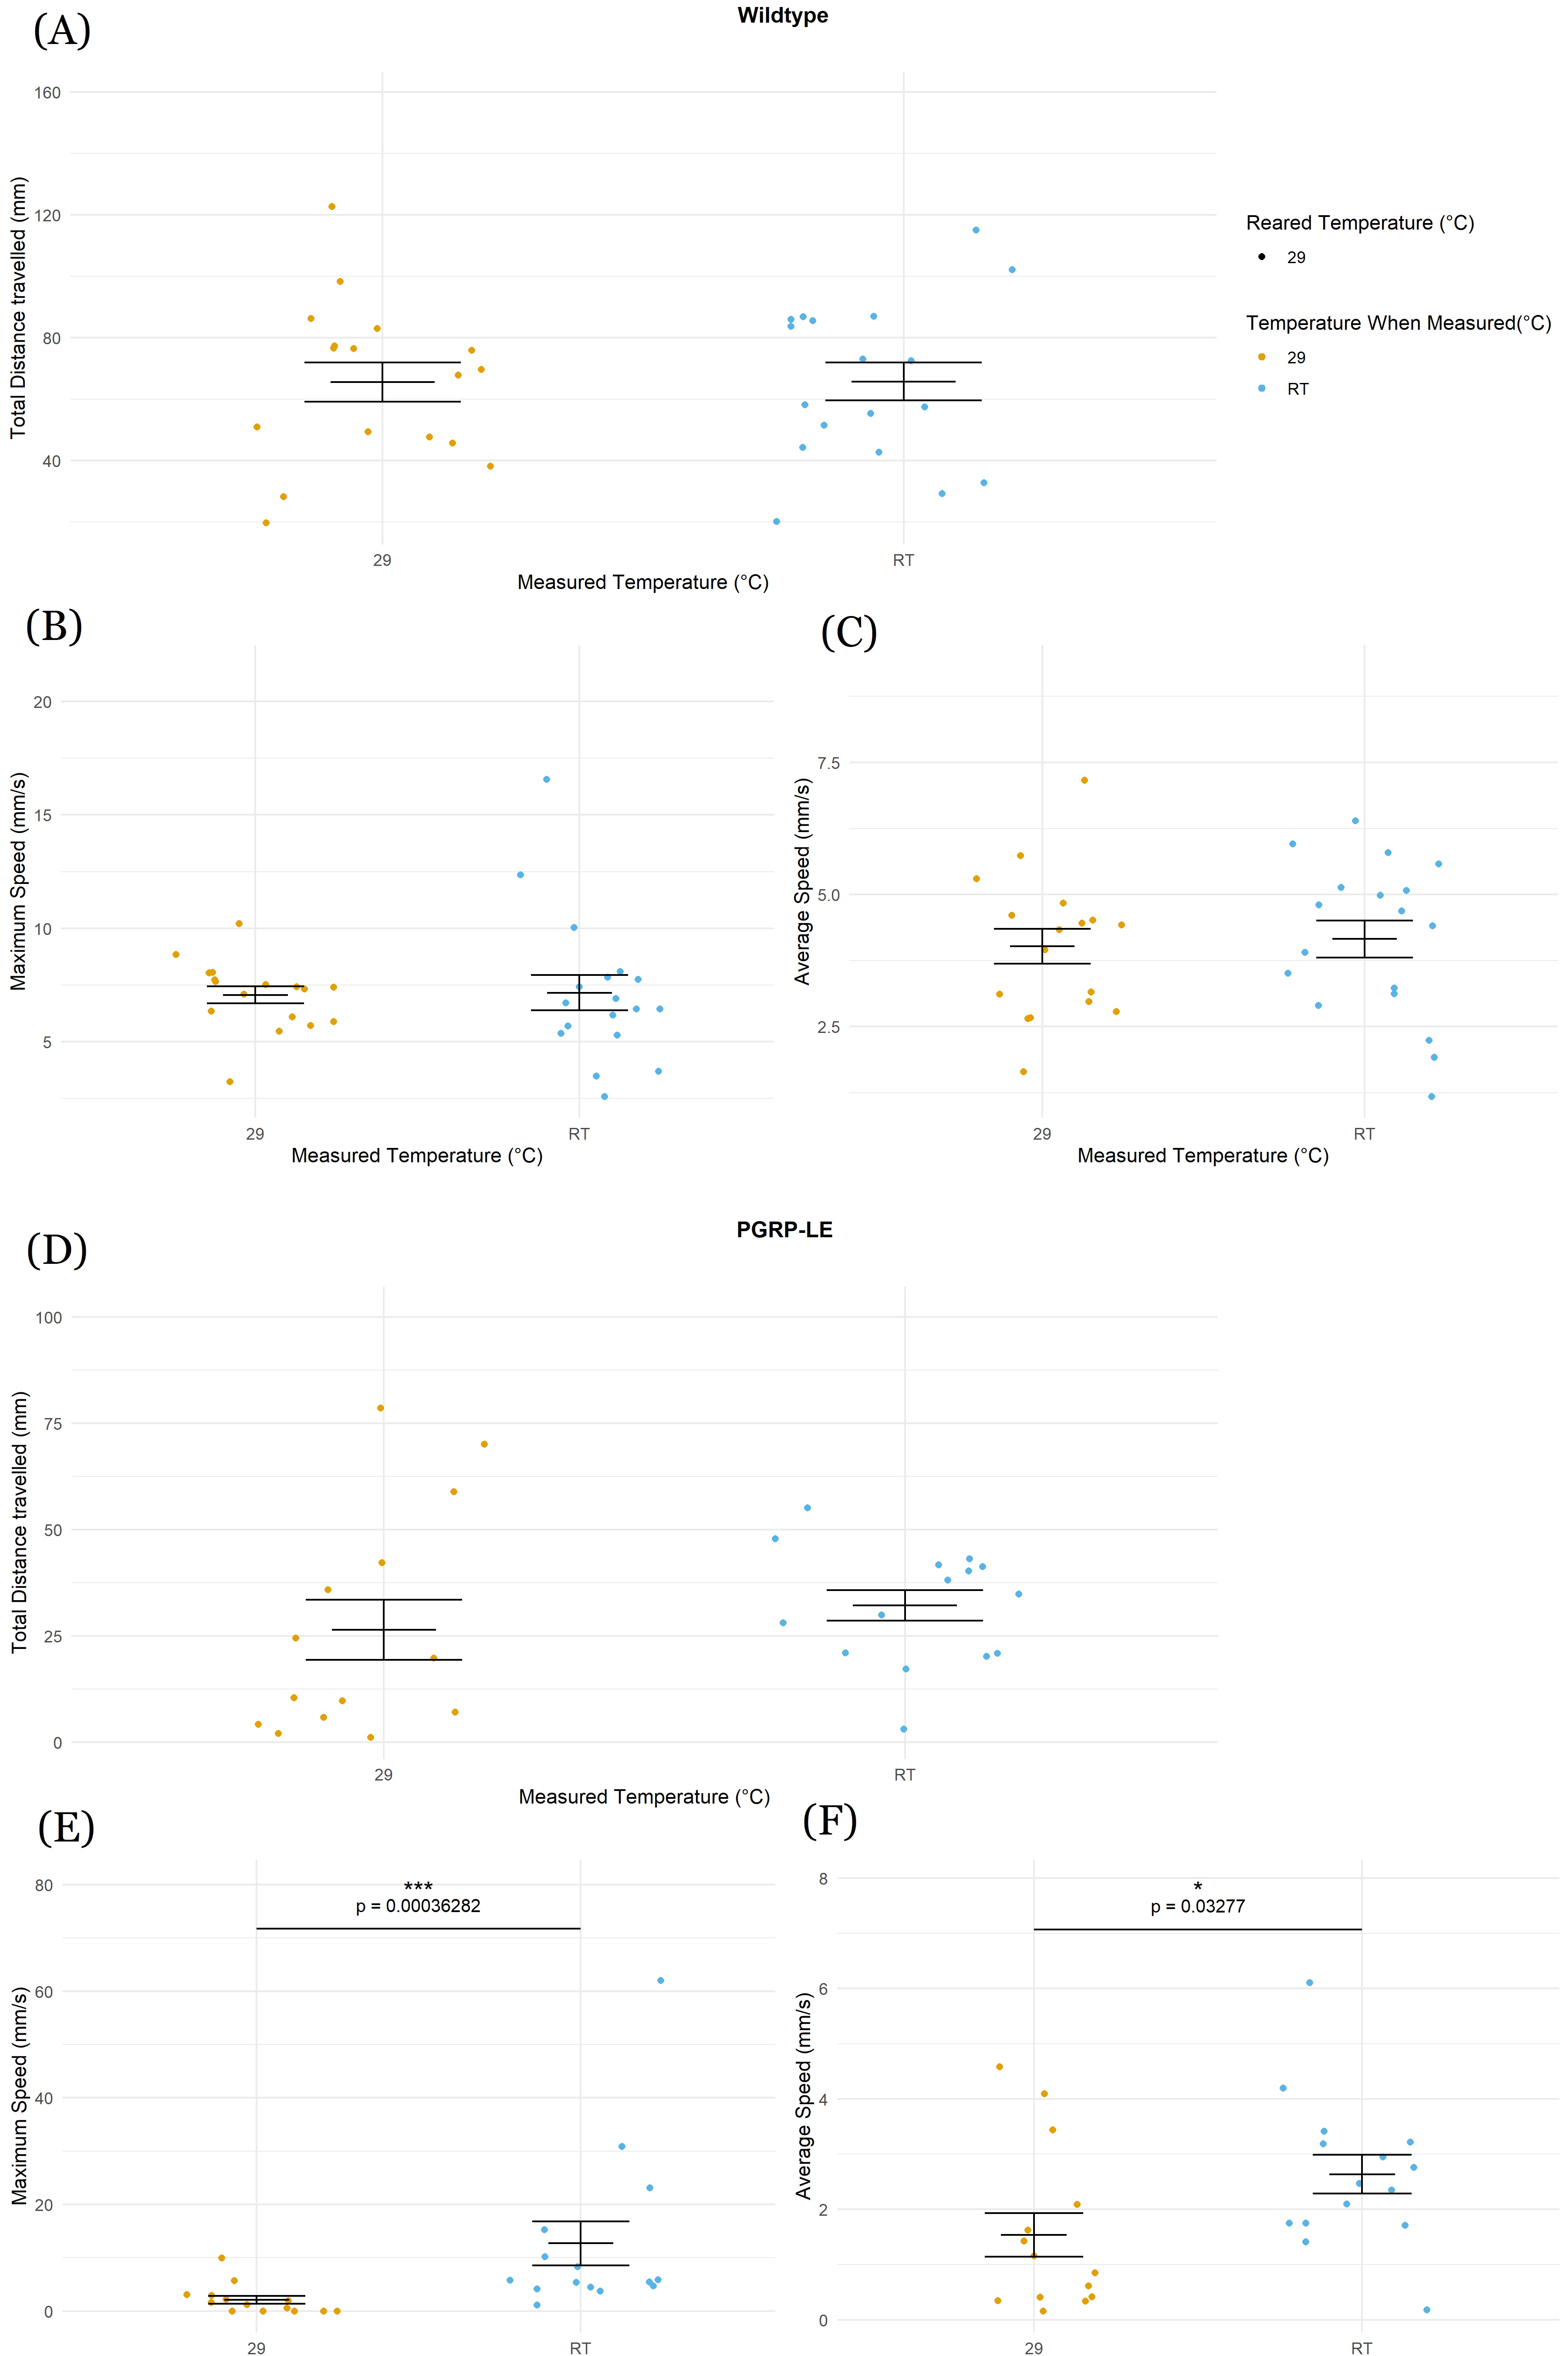 Wildtype
(A)
160
120
80
40
Total Distance travelled (mm)
29
RT
Measured Temperature (°C)
Reared Temperature (°C)
29
Temperature When Measured(°C)
29
RT
(B)
20
15
10
5
Maximum Speed (mm/s)
29
RT
Measured Temperature (°C)
(C)
7.5
5.0
2.5
Average Speed (mm/s)
29
RT
Measured Temperature (°C)
PGRP-LE
(D)
100
75
50
25
0
Total Distance travelled (mm)
29
RT
Measured Temperature (°C)
(E)
80
60
40
20
0
Maximum Speed (mm/s)
***
p = 0.00036282
29
RT
(F)
8
6
4
2
0
Average Speed (mm/s)
*
p = 0.03277
29
RT